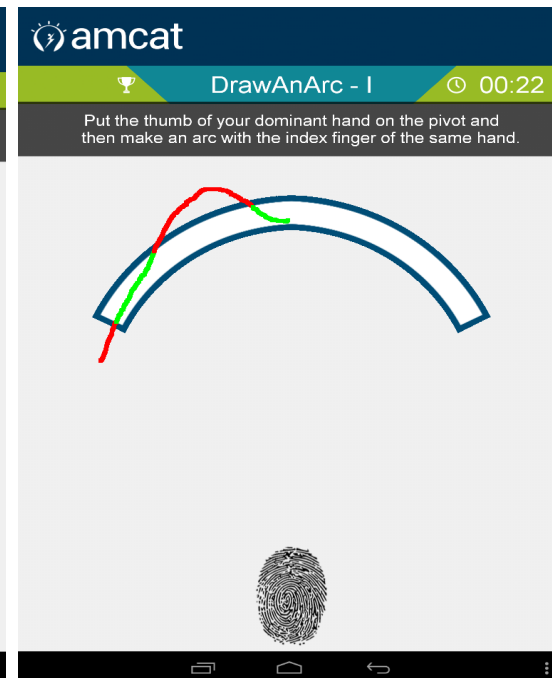 amcat
DrawAnArc - I
00:22
Put the thumb of your dominant hand on the pivot and
then make an arc with the index finger of the same hand.